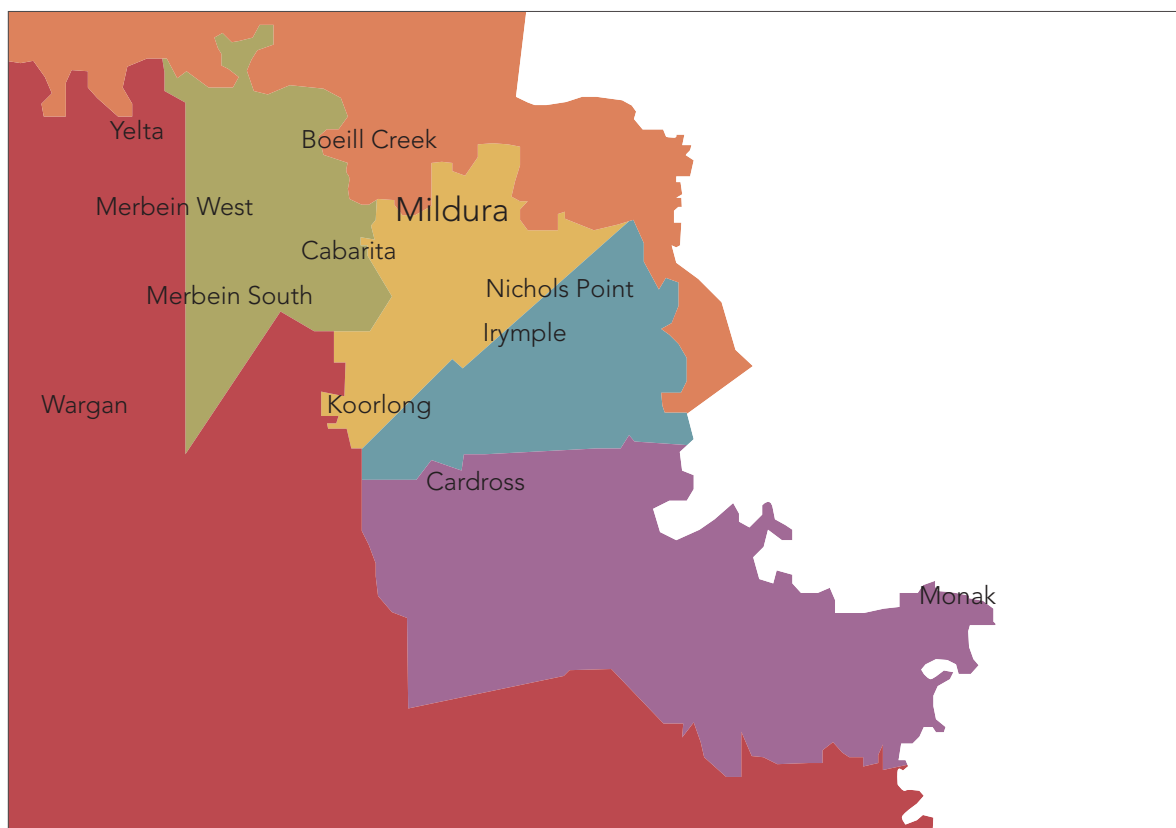 Yelta
Boeill Creek
Merbein West
Mildura
Cabarita
Nichols Point
Merbein South
Irymple
Wargan
Koorlong
Cardross
Monak